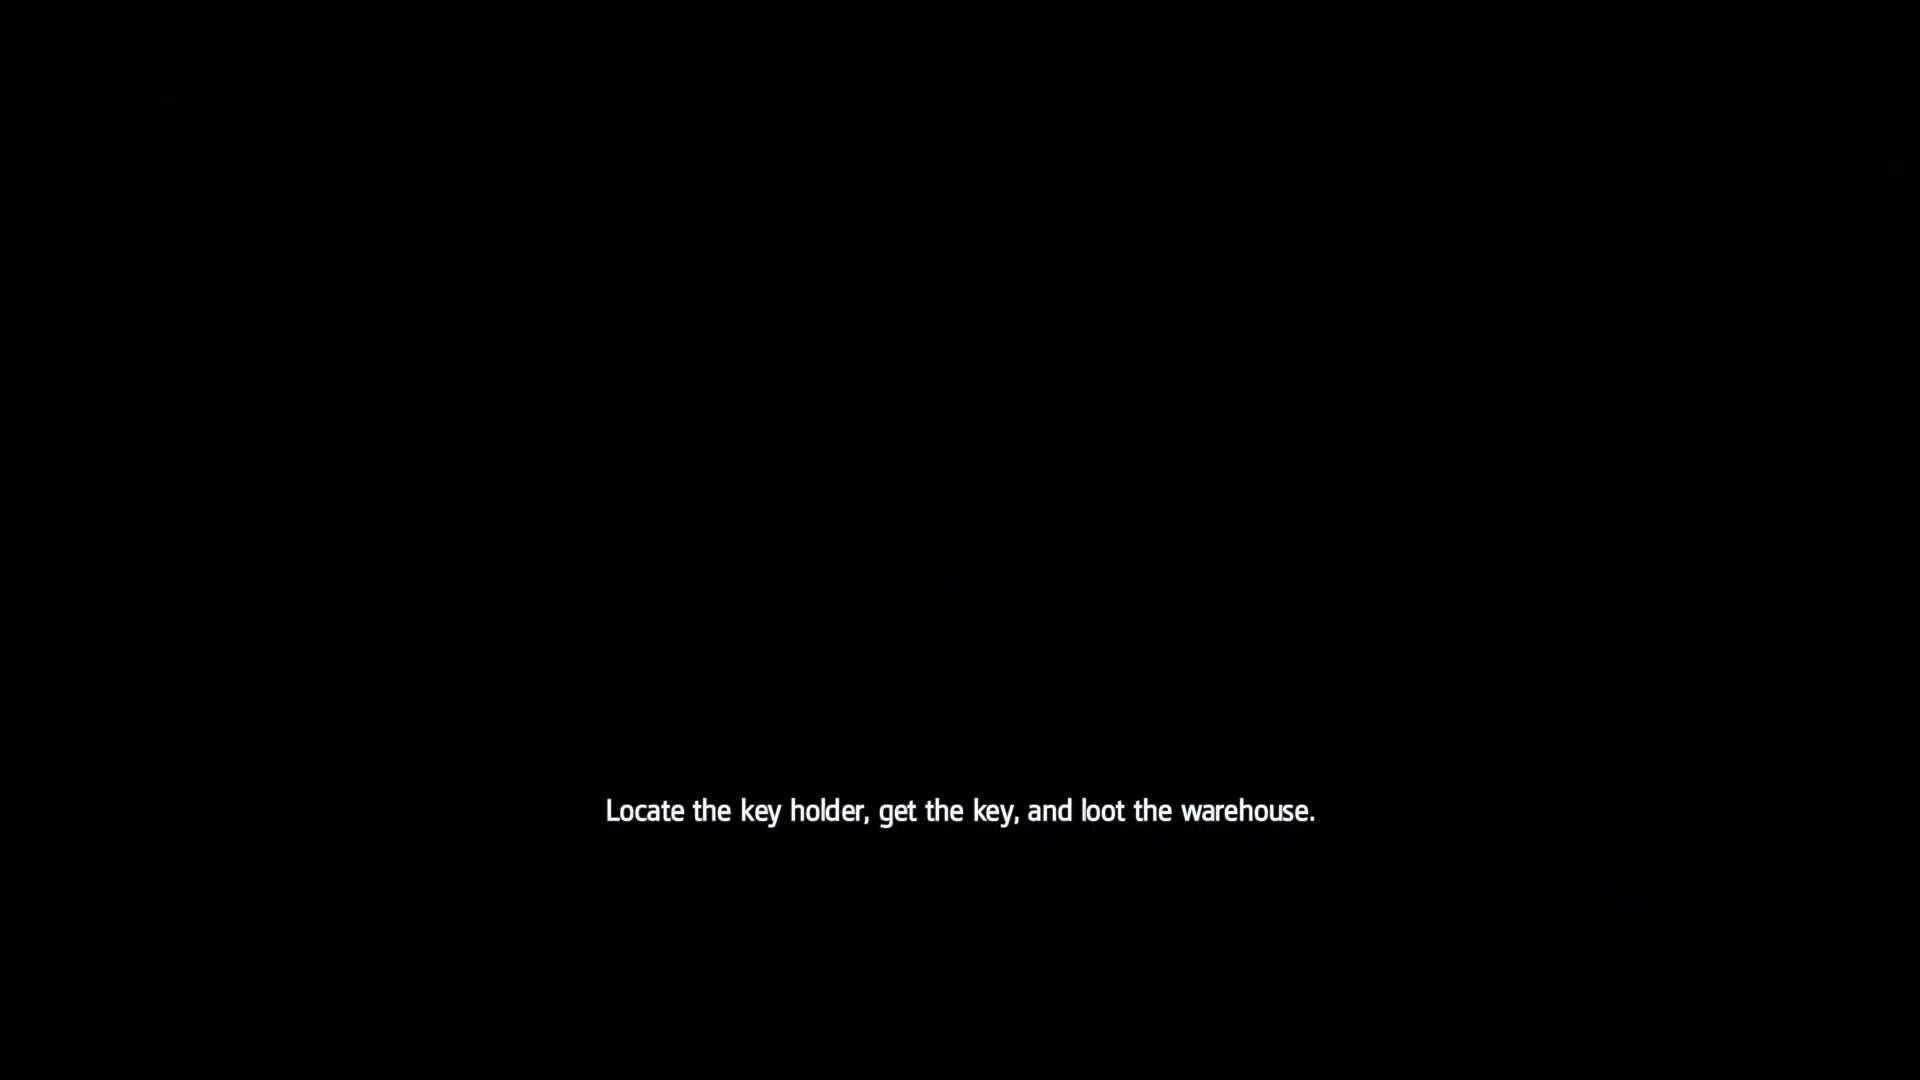 Locate the key holder, get the key, and loot the warehouse.